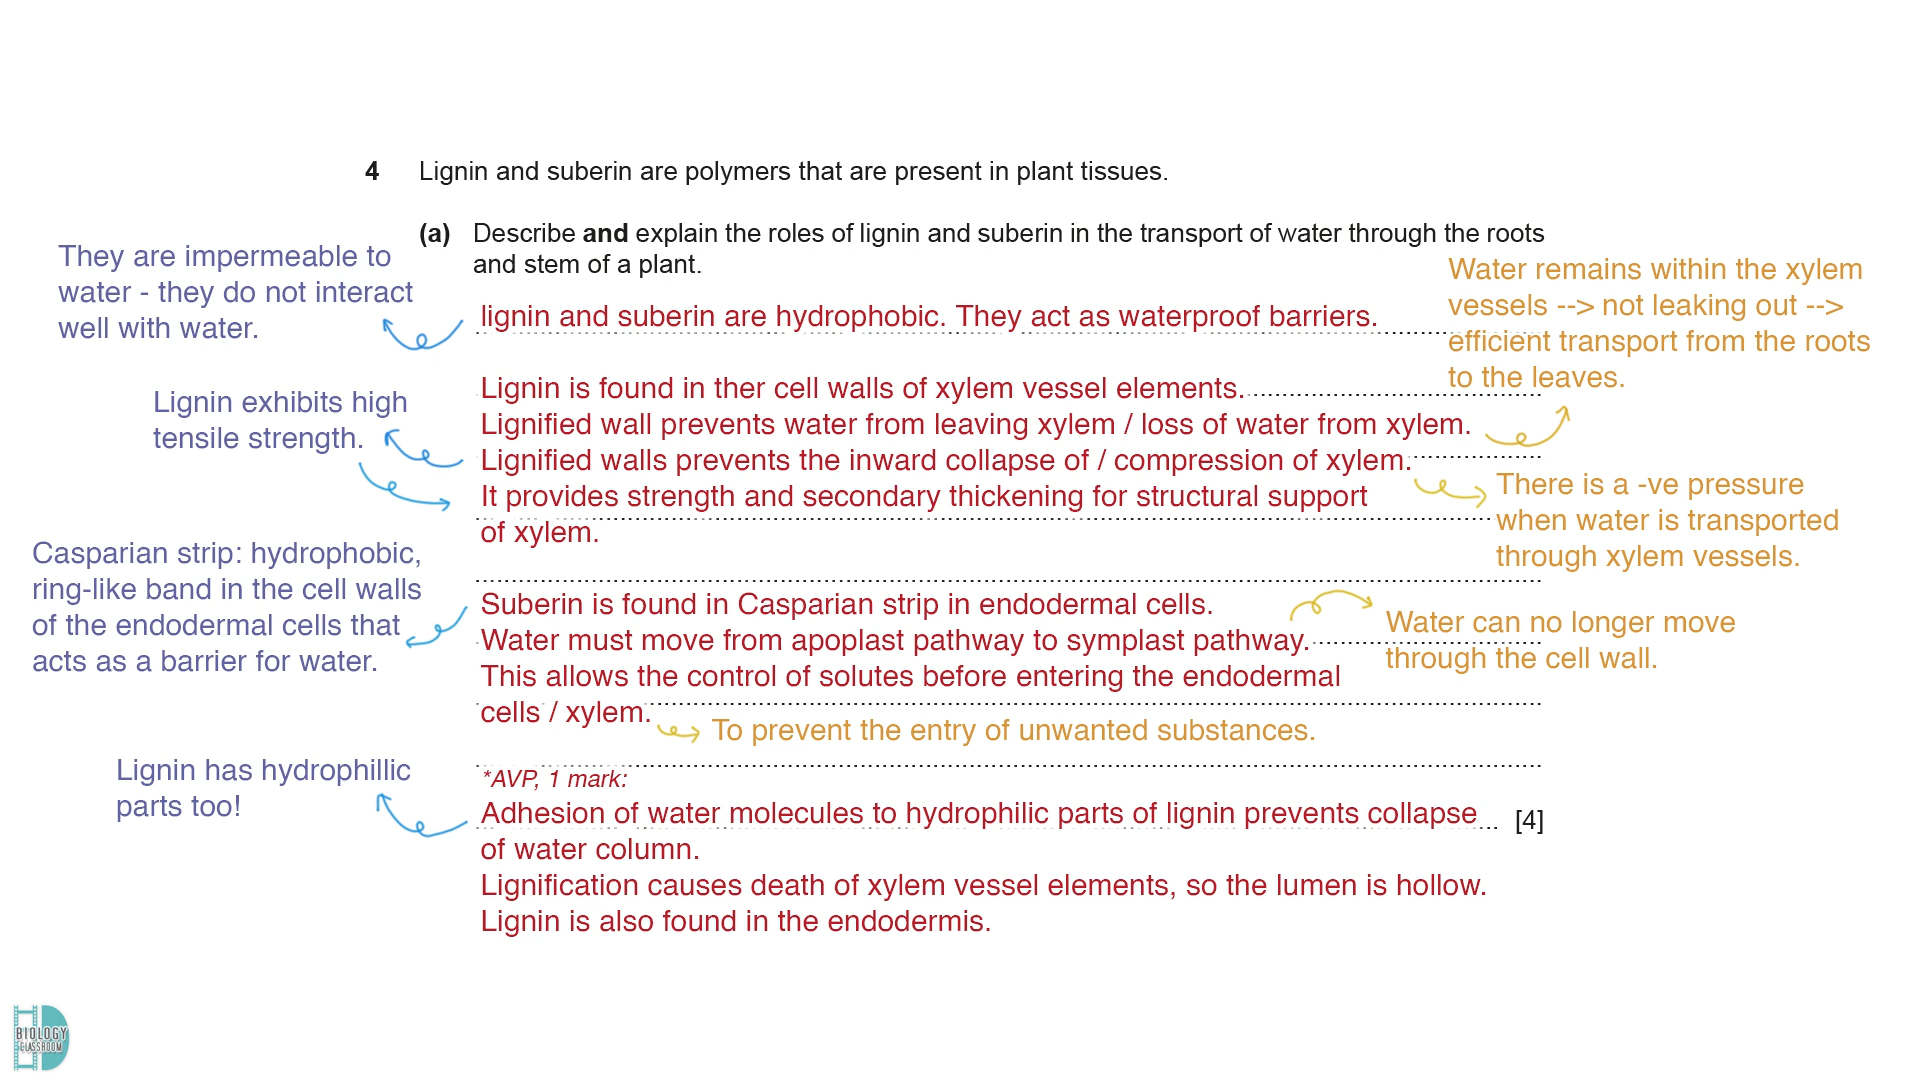 4 Lignin and suberin are polymers that are present in plant tissues.
(a) Describe and explain the roles of lignin and suberin in the transport of water through the roots
and stem of a plant.
They are impermeable to
water - they do not interact
well with water.
lignin and suberin are hydrophobic. They act as waterproof barriers.
Water remains within the xylem
vessels --> not leaking out -->
efficient transport from the roots
to the leaves.
Lignin exhibits high
tensile strength.
Lignin is found in ther cell walls of xylem vessel elements.
Lignified wall prevents water from leaving xylem / loss of water from xylem.
Lignified walls prevents the inward collapse of / compression of xylem.
It provides strength and secondary thickening for structural support
of xylem.
There is a -ve pressure
when water is transported
through xylem vessels.
Casparian strip: hydrophobic,
ring-like band in the cell walls
of the endodermal cells that
acts as a barrier for water.
Suberin is found in Casparian strip in endodermal cells.
Water must move from apoplast pathway to symplast pathway.
This allows the control of solutes before entering the endodermal
cells / xylem.
Water can no longer move
through the cell wall.
To prevent the entry of unwanted substances.
Lignin has hydrophillic
parts too!
*AVP, 1 mark:
Adhesion of water molecules to hydrophilic parts of lignin prevents collapse
of water column.
[4]
Lignification causes death of xylem vessel elements, so the lumen is hollow.
Lignin is also found in the endodermis.
BIOLOGY
CLASSROOM